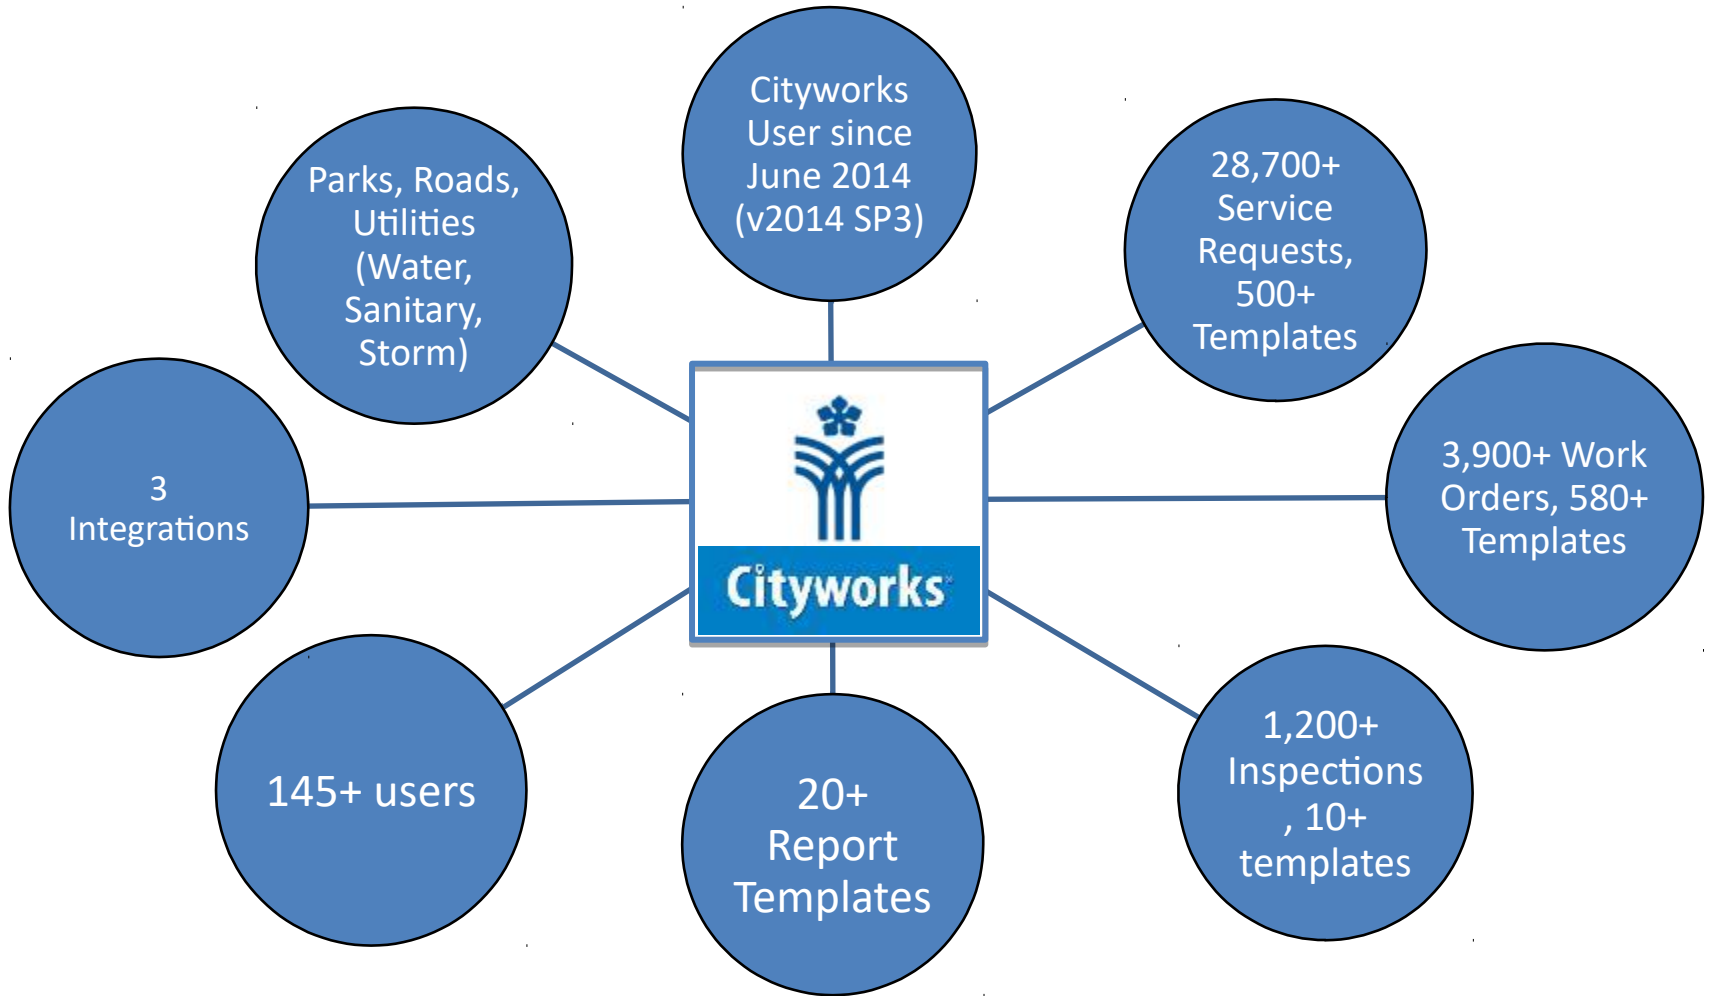 Cityworks
User since
June 2014
(v2014 SP3)
28,700+
Service
Requests,
500+
Templates
3,900+ Work
Orders, 580+
Templates
1,200+
Inspections
, 10+
templates
20+
Report
Templates
145+ users
3
Integrations
Parks, Roads,
Utilities
(Water,
Sanitary,
Storm)
Cityworks